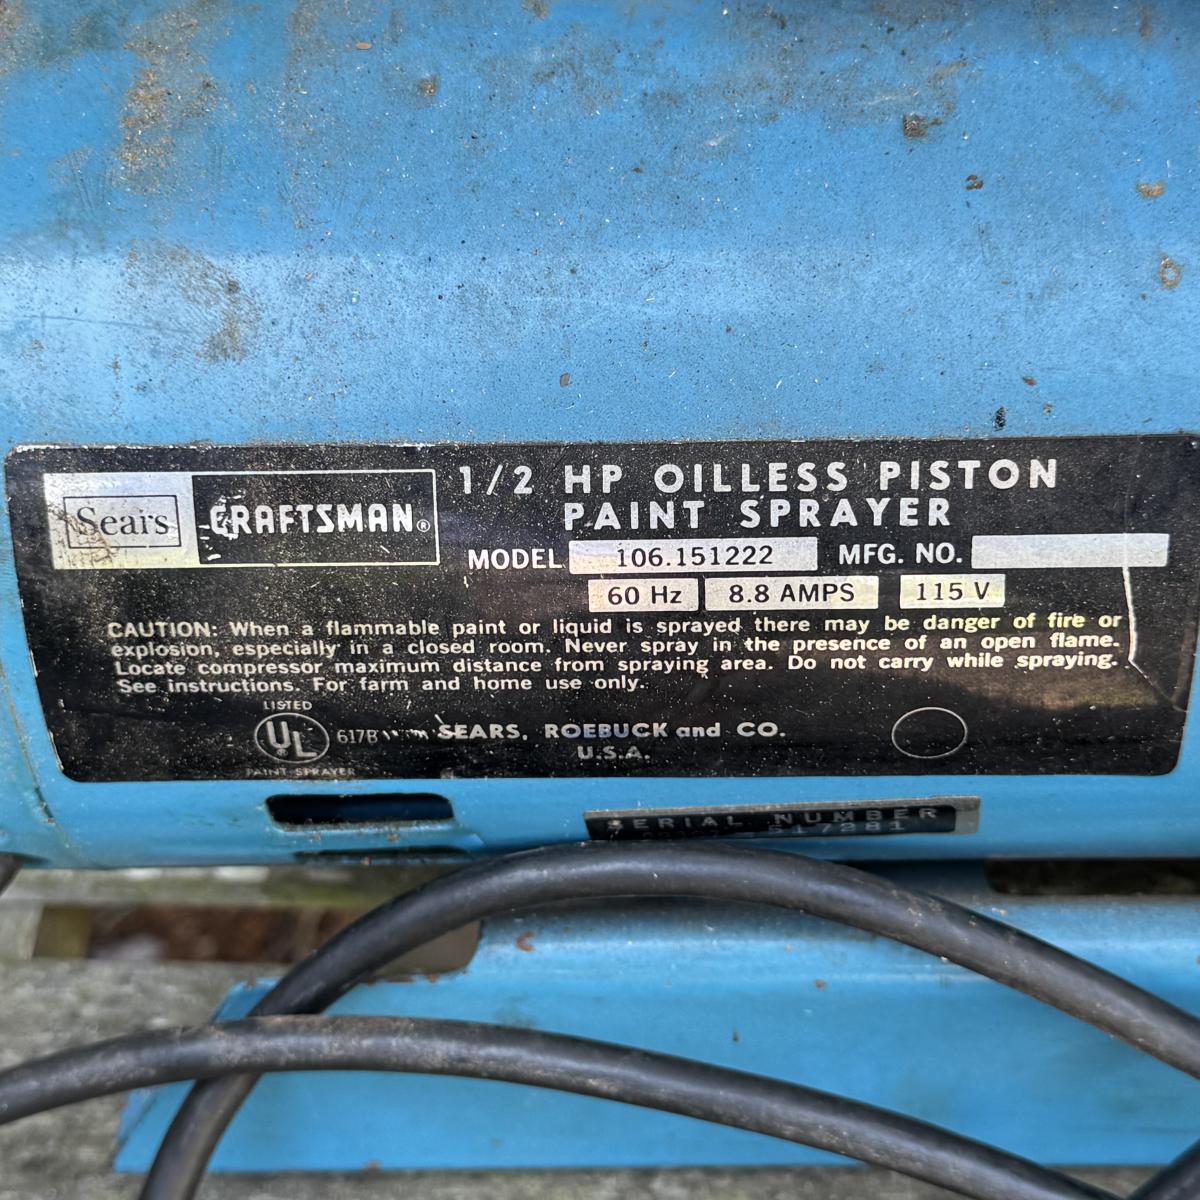 Sears
CRAFTSMAN®
1/2 HP OILLESS PISTON
PAINT SPRAYER
MODEL 106.151222 MFG. NO.
60 Hz 8.8 AMPS 115 V
CAUTION: When a flammable paint or liquid is sprayed there may be danger of fire or
explosion, especially in a closed room. Never spray in the presence of an open flame.
Locate compressor maximum distance from spraying area. Do not carry while spraying.
See instructions. For farm and home use only.
LISTED
UL
617B
PAINT SPRAYER
SEARS, ROEBUCK and CO.
U.S.A.
SERIAL NUMBER